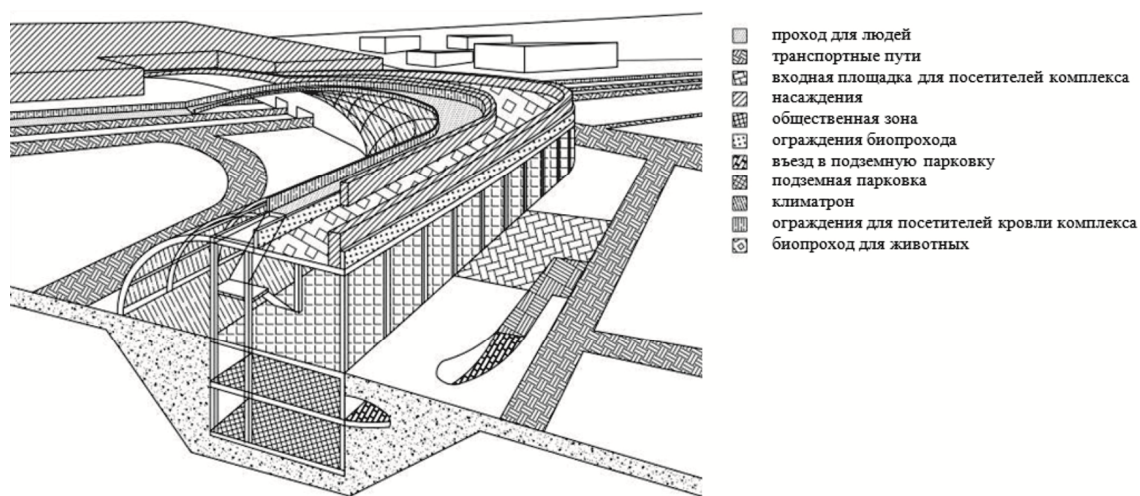 проход для людей
транспортные пути
входная площадка для посетителей комплекса
насаждения
общественная зона
ограждения биопрохода
въезд в подземную парковку
подземная парковка
климатрон
ограждения для посетителей кровли комплекса
биопроход для животных